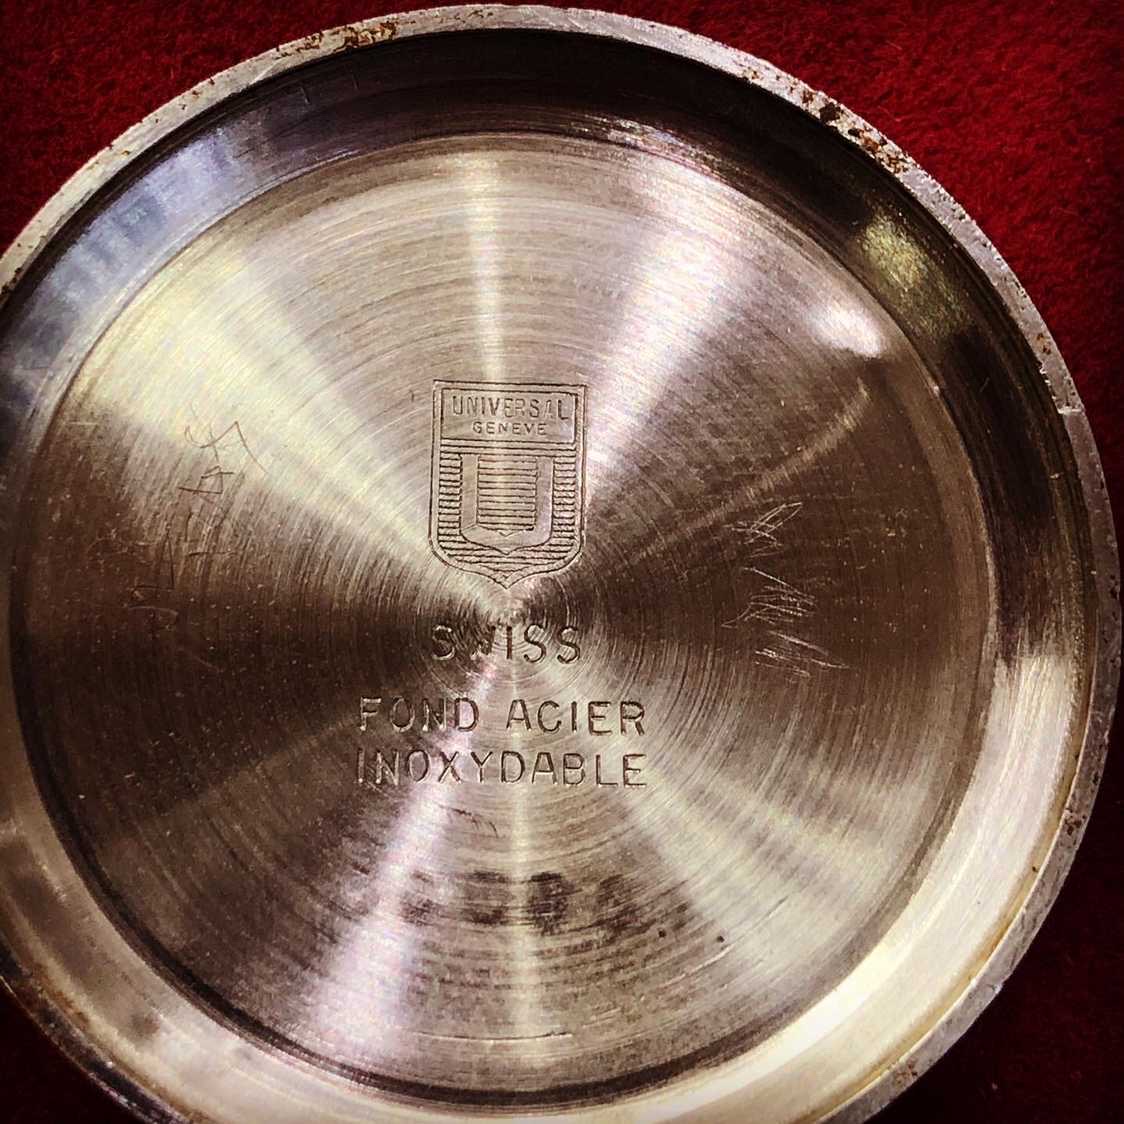 UNIVERSAL
GENEVE
U
SWISS
FOND ACIER
INOXYDABLE